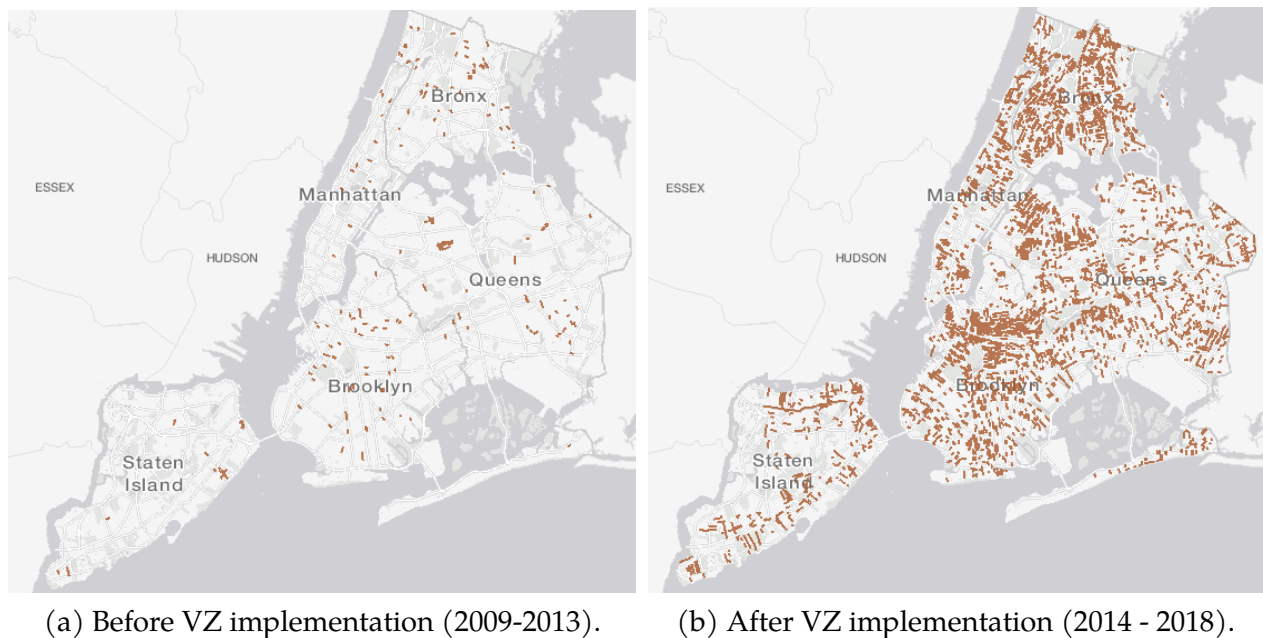 Bronx
ESSEX
Manhattan
HUDSON
Queens
Brooklyn
Staten
Island
(a) Before VZ implementation (2009-2013).
Bronx
ESSEX
Manhattan
HUDSON
Queens
Brooklyn
Staten
Island
(b) After VZ implementation (2014 - 2018).